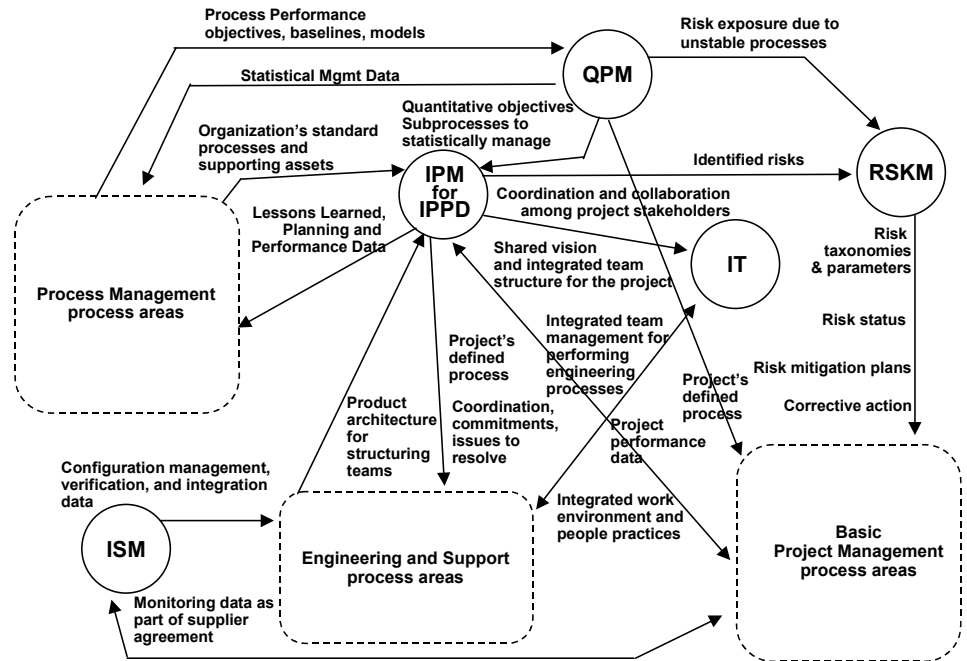 Process Performance
objectives, baselines, models
Risk exposure due to
unstable processes
QPM
Statistical Mgmt Data
Quantitative objectives
Subprocesses to
statistically manage
Organization's standard
processes and
supporting assets
IPM
for
IPPD
Identified risks
RSKM
Coordination and collaboration
among project stakeholders
Lessons Learned,
Planning and
Performance Data
Risk
taxonomies
& parameters
Shared vision
and integrated team
structure for the project
IT
Process Management
process areas
Integrated team
management for
performing
engineering
processes
Risk status
Project's
defined
process
Risk mitigation plans
Project's
defined
process
Product
architecture
for
structuring
teams
Coordination,
commitments,
issues to
resolve
Corrective action
Project
performance
data
Configuration management,
verification, and integration
data
Integrated work
environment and
people practices
ISM
Engineering and Support
process areas
Basic
Project Management
process areas
Monitoring data as
part of supplier
agreement